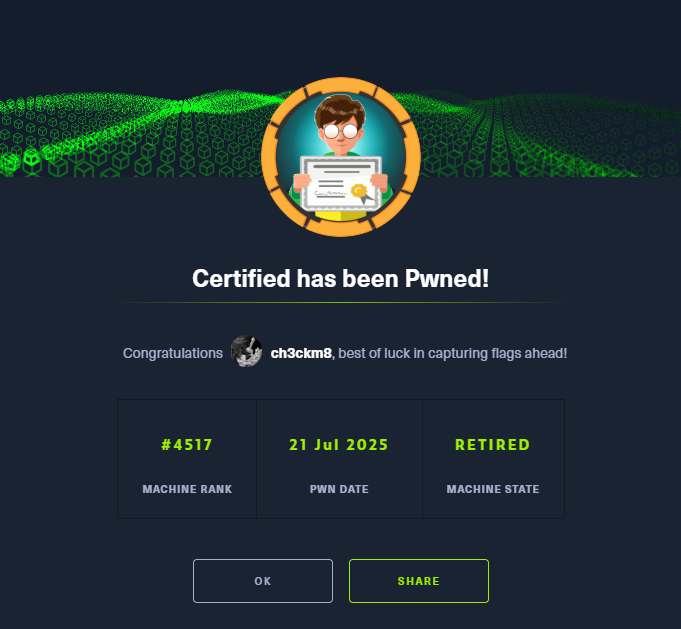 Certified has been Pwned!
Congratulations ch3ckm8, best of luck in capturing flags ahead!
#4517 21 Jul 2025 RETIRED
MACHINE RANK PWN DATE MACHINE STATE
OK SHARE